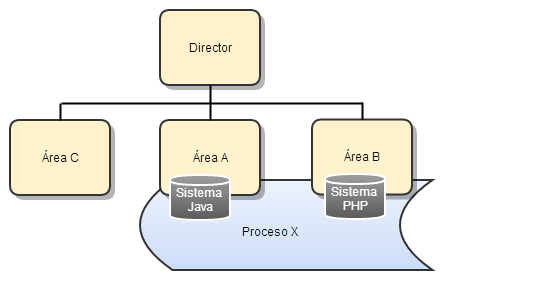 Director
Área C
Área A
Área B
Sistema
Java
Sistema
PHP
Proceso X